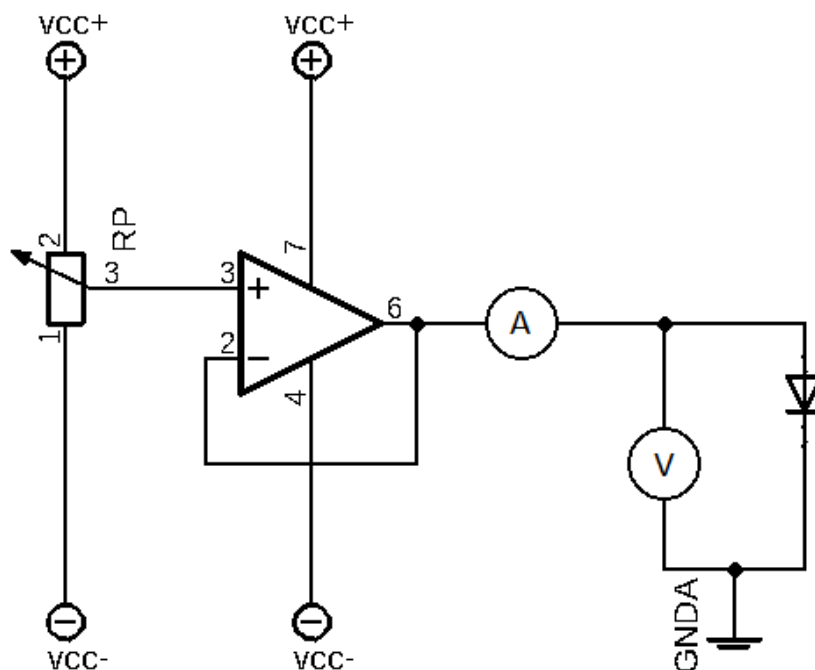 VCC+
VCC+
+
+
2
RP
3
1
3
+
2
−
7
6
4
A
V
GNDA
−
−
VCC-
VCC-